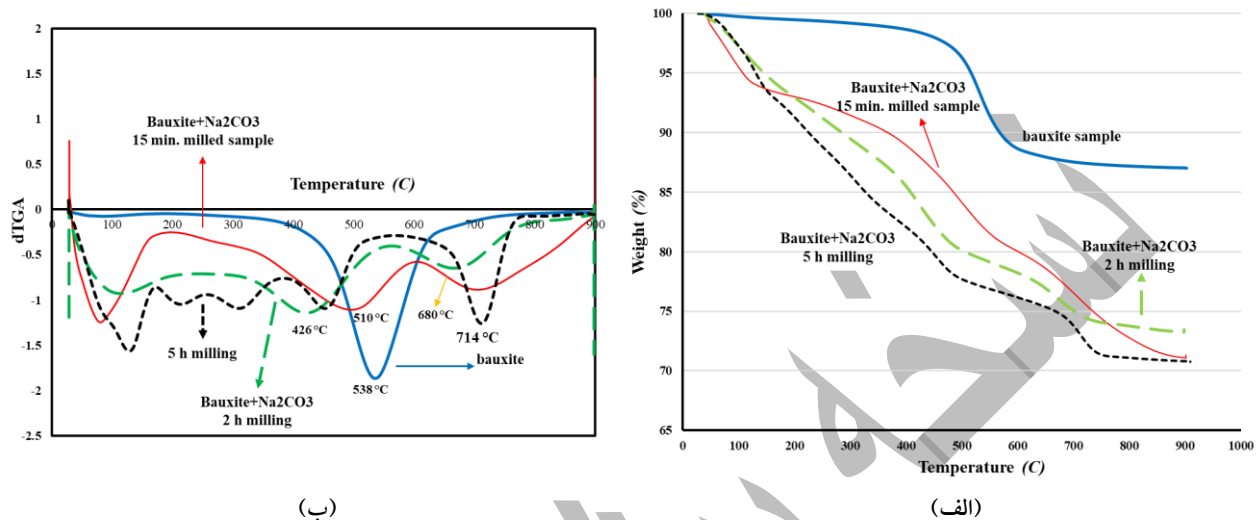 2
1.5
1
0.5
0
-0.5
-1
-1.5
-2
-2.5
dTGA
Temperature (C)
100
200
300
400
500
600
700
800
900
Bauxite+Na2CO3
15 min. milled sample
426 °C
510 °C
680 °C
714 °C
538 °C
5 h milling
bauxite
Bauxite+Na2CO3
2 h milling
(ب)
100
95
90
85
80
75
70
65
Weight (%)
0
100
200
300
400
500
600
700
800
900
1000
Temperature (C)
Bauxite+Na2CO3
15 min. milled sample
bauxite sample
Bauxite+Na2CO3
5 h milling
Bauxite+Na2CO3
2 h milling
(الف)